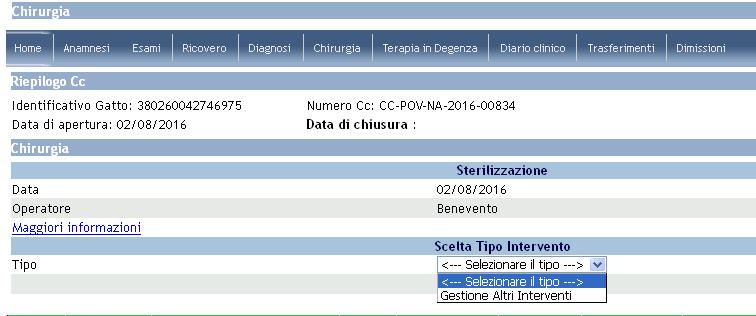 Chirurgia
Home Anamnesi Esami Ricovero Diagnosi Chirurgia Terapia in Degenza Diario clinico Trasferimenti Dimissioni
Riepilogo Cc
Identificativo Gatto: 380260042746975 Numero Cc: CC-POV-NA-2016-00834
Data di apertura: 02/08/2016 Data di chiusura :
Chirurgia
Sterilizzazione
Data 02/08/2016
Operatore Benevento
Maggiori informazioni
Scelta Tipo Intervento
Tipo <--- Selezionare il tipo --->
<--- Selezionare il tipo --->
Gestione Altri Interventi